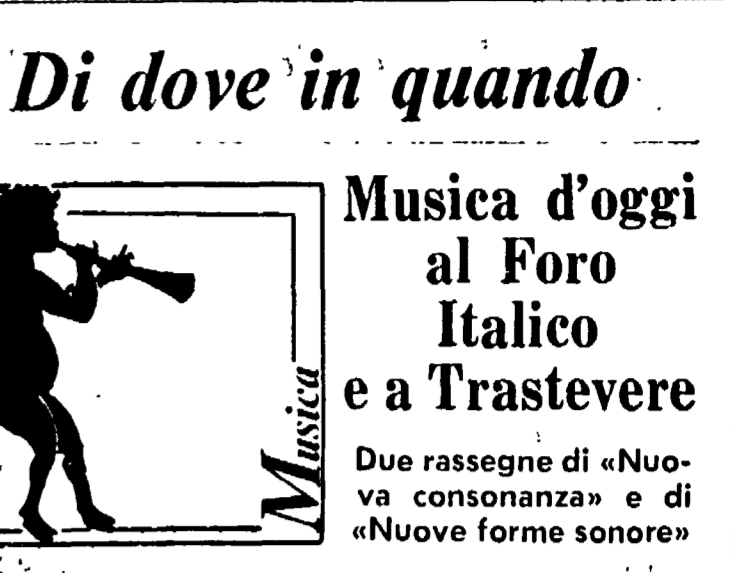 Di dove in quando
Musica
Musica d'oggi
al Foro
Italico
e a Trastevere
Due rassegne di «Nuo-
va consonanza» e di
«Nuove forme sonore»